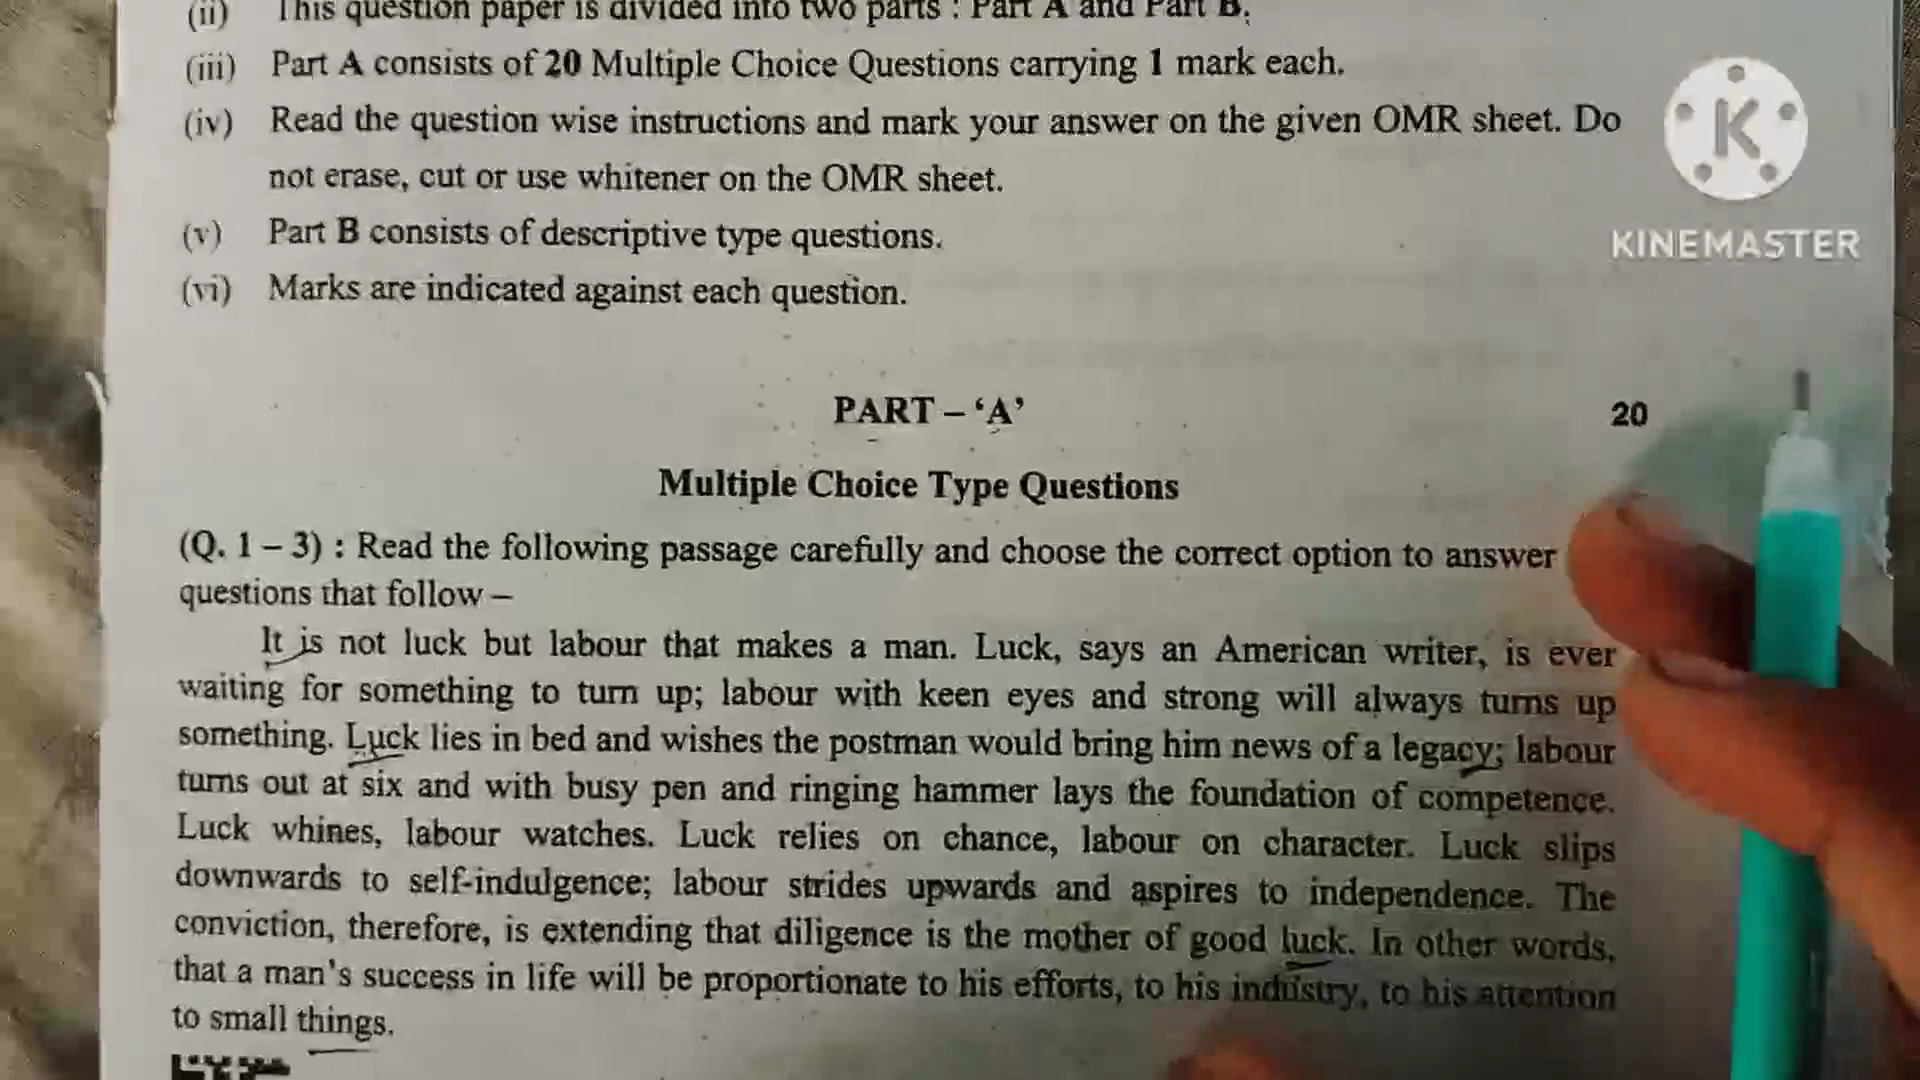 (ii) This question paper is divided into two parts : Part A and Part B.
(iii) Part A consists of 20 Multiple Choice Questions carrying 1 mark each.
(iv) Read the question wise instructions and mark your answer on the given OMR sheet. Do
not erase, cut or use whitener on the OMR sheet.
(v) Part B consists of descriptive type questions.
(vi) Marks are indicated against each question.
KINEMASTER
PART – ‘A’ 20
Multiple Choice Type Questions
(Q. 1 – 3) : Read the following passage carefully and choose the correct option to answer
questions that follow –
It is not luck but labour that makes a man. Luck, says an American writer, is ever
waiting for something to turn up; labour with keen eyes and strong will always turns up
something. Luck lies in bed and wishes the postman would bring him news of a legacy; labour
turns out at six and with busy pen and ringing hammer lays the foundation of competence.
Luck whines, labour watches. Luck relies on chance, labour on character. Luck slips
downwards to self-indulgence; labour strides upwards and aspires to independence. The
conviction, therefore, is extending that diligence is the mother of good luck. In other words,
that a man's success in life will be proportionate to his efforts, to his industry, to his attention
to small things.